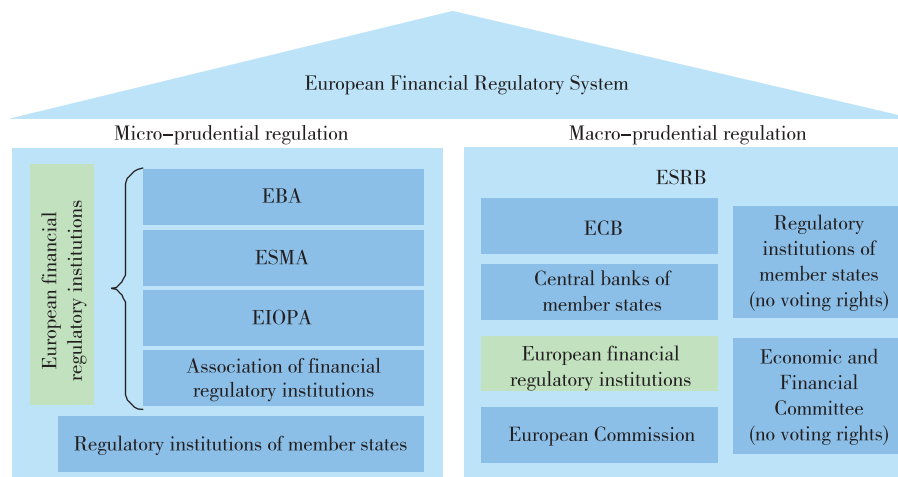 European Financial Regulatory System
Micro-prudential regulation
European financial
regulatory institutions
EBA
ESMA
EIOPA
Association of financial
regulatory institutions
Regulatory institutions of member states
Macro-prudential regulation
ESRB
ECB
Central banks of
member states
European financial
regulatory institutions
European Commission
Regulatory
institutions of
member states
(no voting rights)
Economic and
Financial
Committee
(no voting rights)